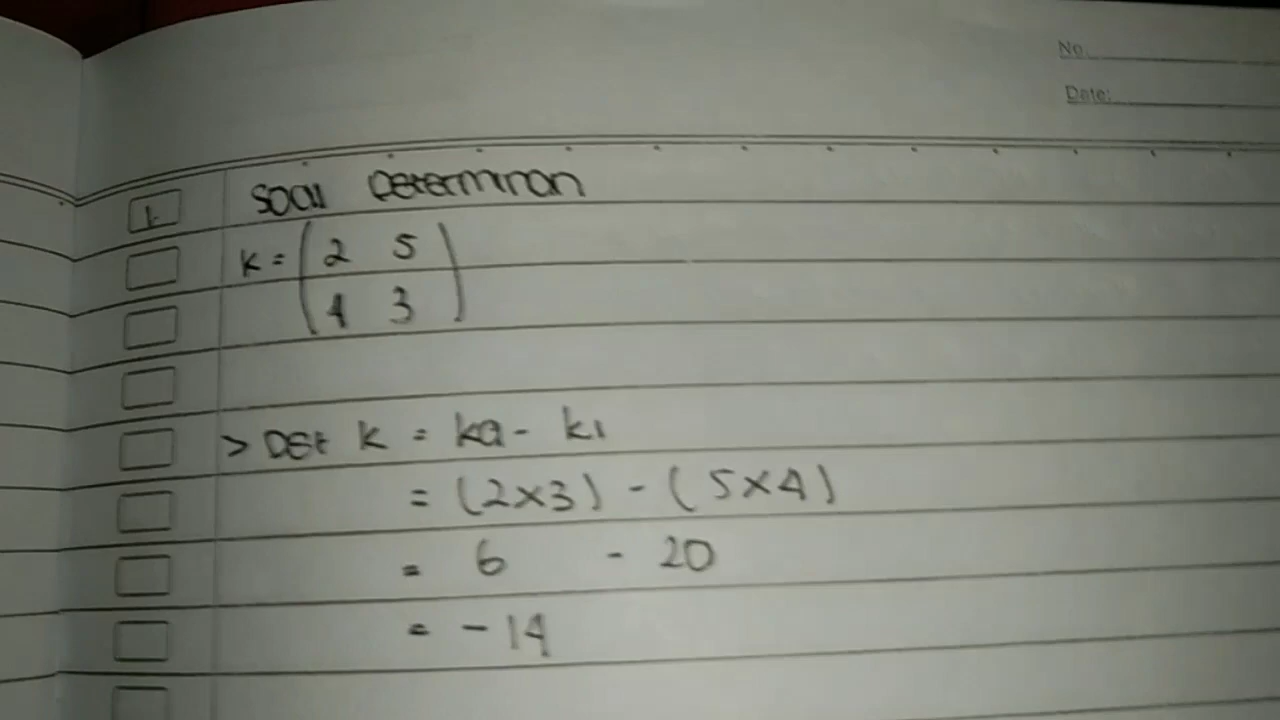 No.
Date:
1. Soal Determinan
K = ( 2 5
4 3 )
> Det K = ka - ki
= (2x3) - (5x4)
= 6 - 20
= - 14